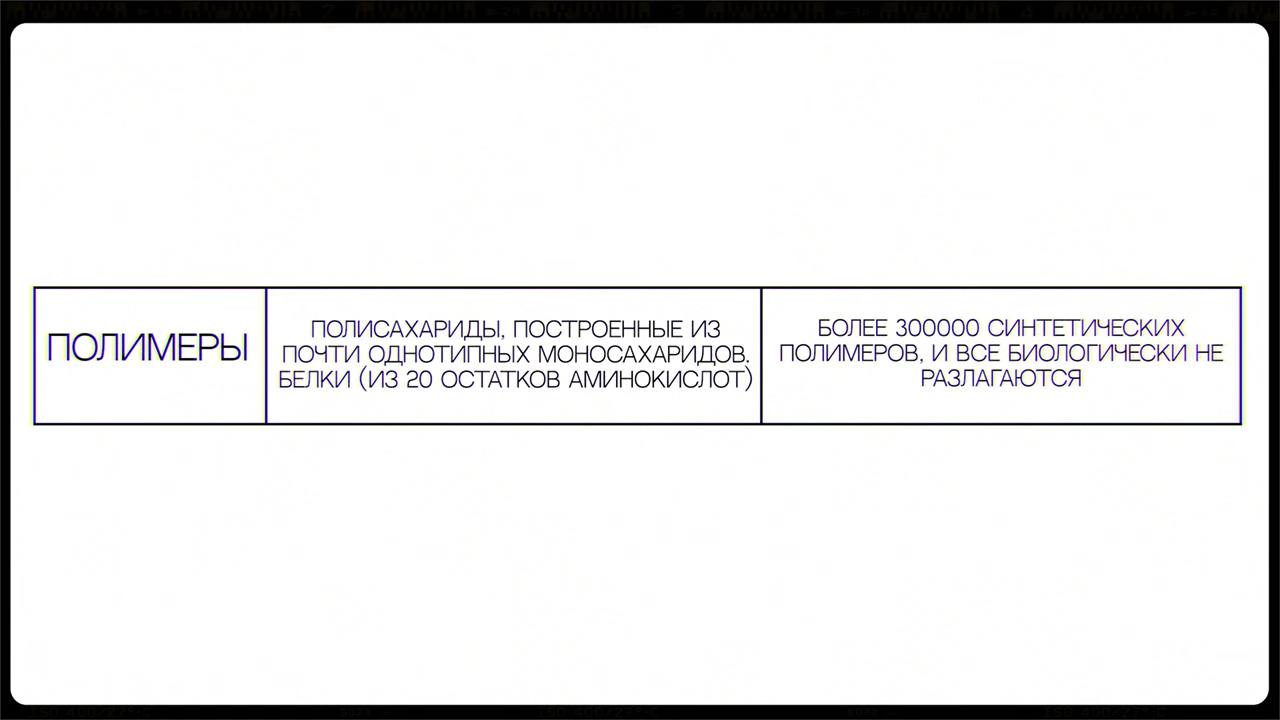 ПОЛИМЕРЫ
ПОЛИСАХАРИДЫ, ПОСТРОЕННЫЕ ИЗ
ПОЧТИ ОДНОТИПНЫХ МОНОСАХАРИДОВ.
БЕЛКИ (ИЗ 20 ОСТАТКОВ АМИНОКИСЛОТ)
БОЛЕЕ 300000 СИНТЕТИЧЕСКИХ
ПОЛИМЕРОВ, И ВСЕ БИОЛОГИЧЕСКИ НЕ
РАЗЛАГАЮТСЯ